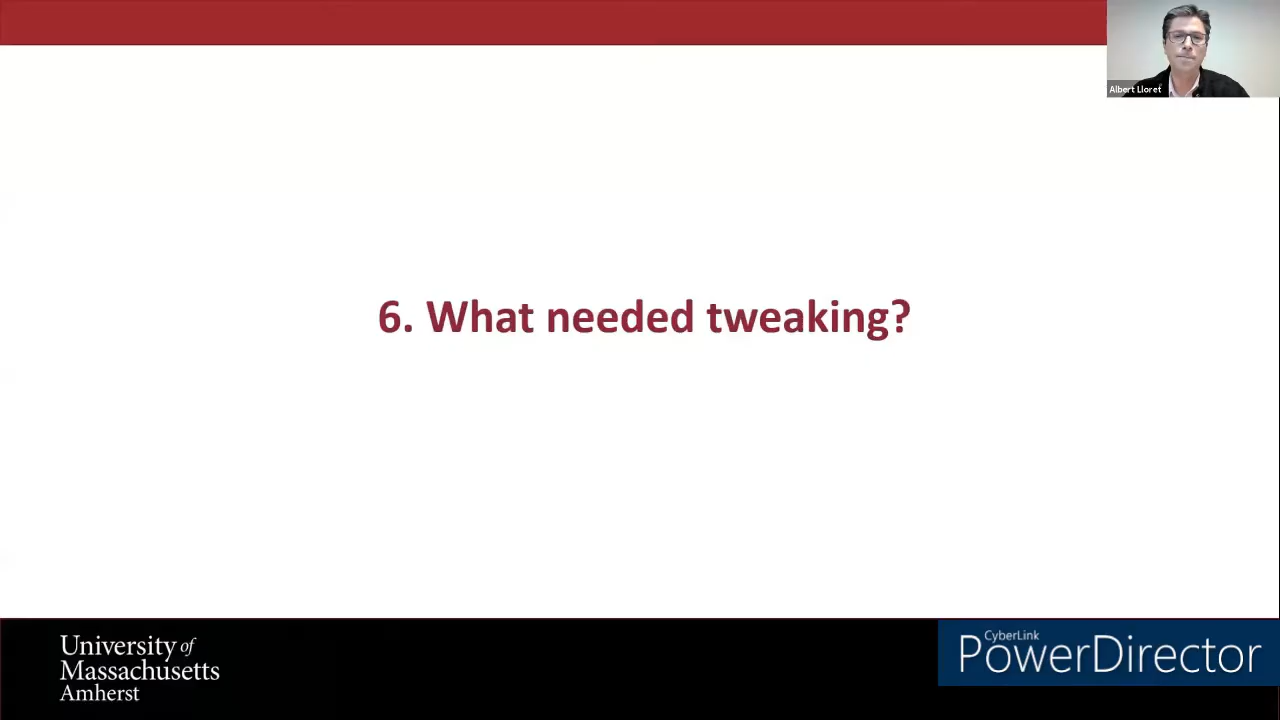 Albert Lloret
6. What needed tweaking?
University of
Massachusetts
Amherst
CyberLink
PowerDirector